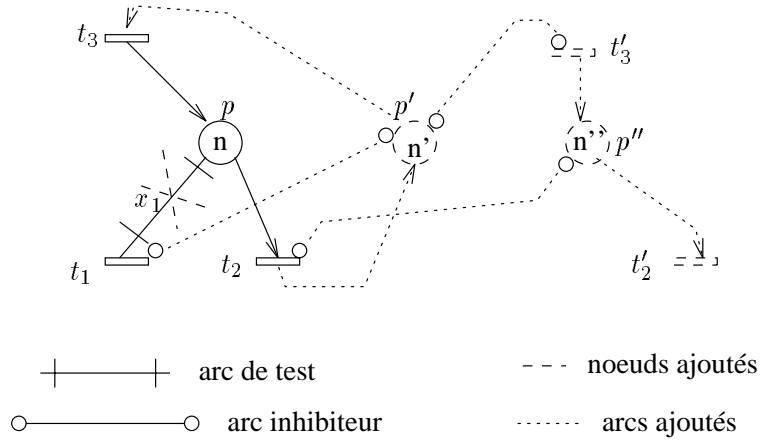 t₃
t′₃
p
p′
n
n'
n''
p′′
x₁
t₁
t₂
t′₂
arc de test
noeuds ajoutés
arc inhibiteur
arcs ajoutés